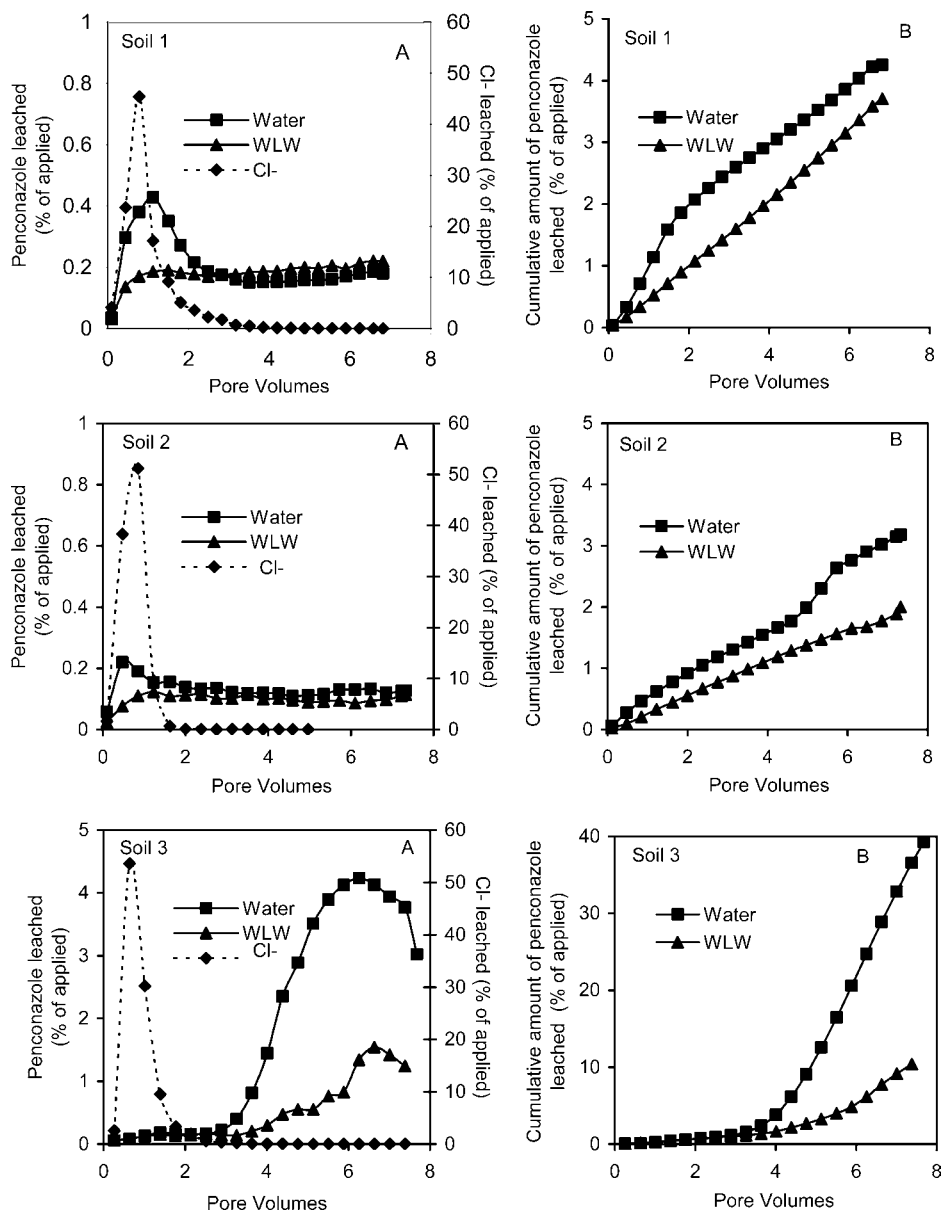 Soil 1
A
Penconazole leached
(% of applied)
1
0.8
0.6
0.4
0.2
0
60
50
40
30
20
10
0
Cl- leached (% of applied)
Water
WLW
Cl-
0
2
4
6
8
Pore Volumes
Soil 1
B
Cumulative amount of penconazole
leached (% of applied)
5
4
3
2
1
0
Water
WLW
0
2
4
6
8
Pore Volumes
Soil 2
A
Penconazole leached
(% of applied)
1
0.8
0.6
0.4
0.2
0
60
50
40
30
20
10
0
Cl- leached (% of applied)
Water
WLW
Cl-
0
2
4
6
8
Pore Volumes
Soil 2
B
Cumulative amount of penconazole
leached (% of applied)
5
4
3
2
1
0
Water
WLW
0
2
4
6
8
Pore Volumes
Soil 3
A
Penconazole leached
(% of applied)
5
4
3
2
1
0
60
50
40
30
20
10
0
Cl- leached (% of applied)
Water
WLW
Cl-
0
2
4
6
8
Pore Volumes
Soil 3
B
Cumulative amount of penconazole
leached (% of applied)
40
30
20
10
0
Water
WLW
0
2
4
6
8
Pore Volumes